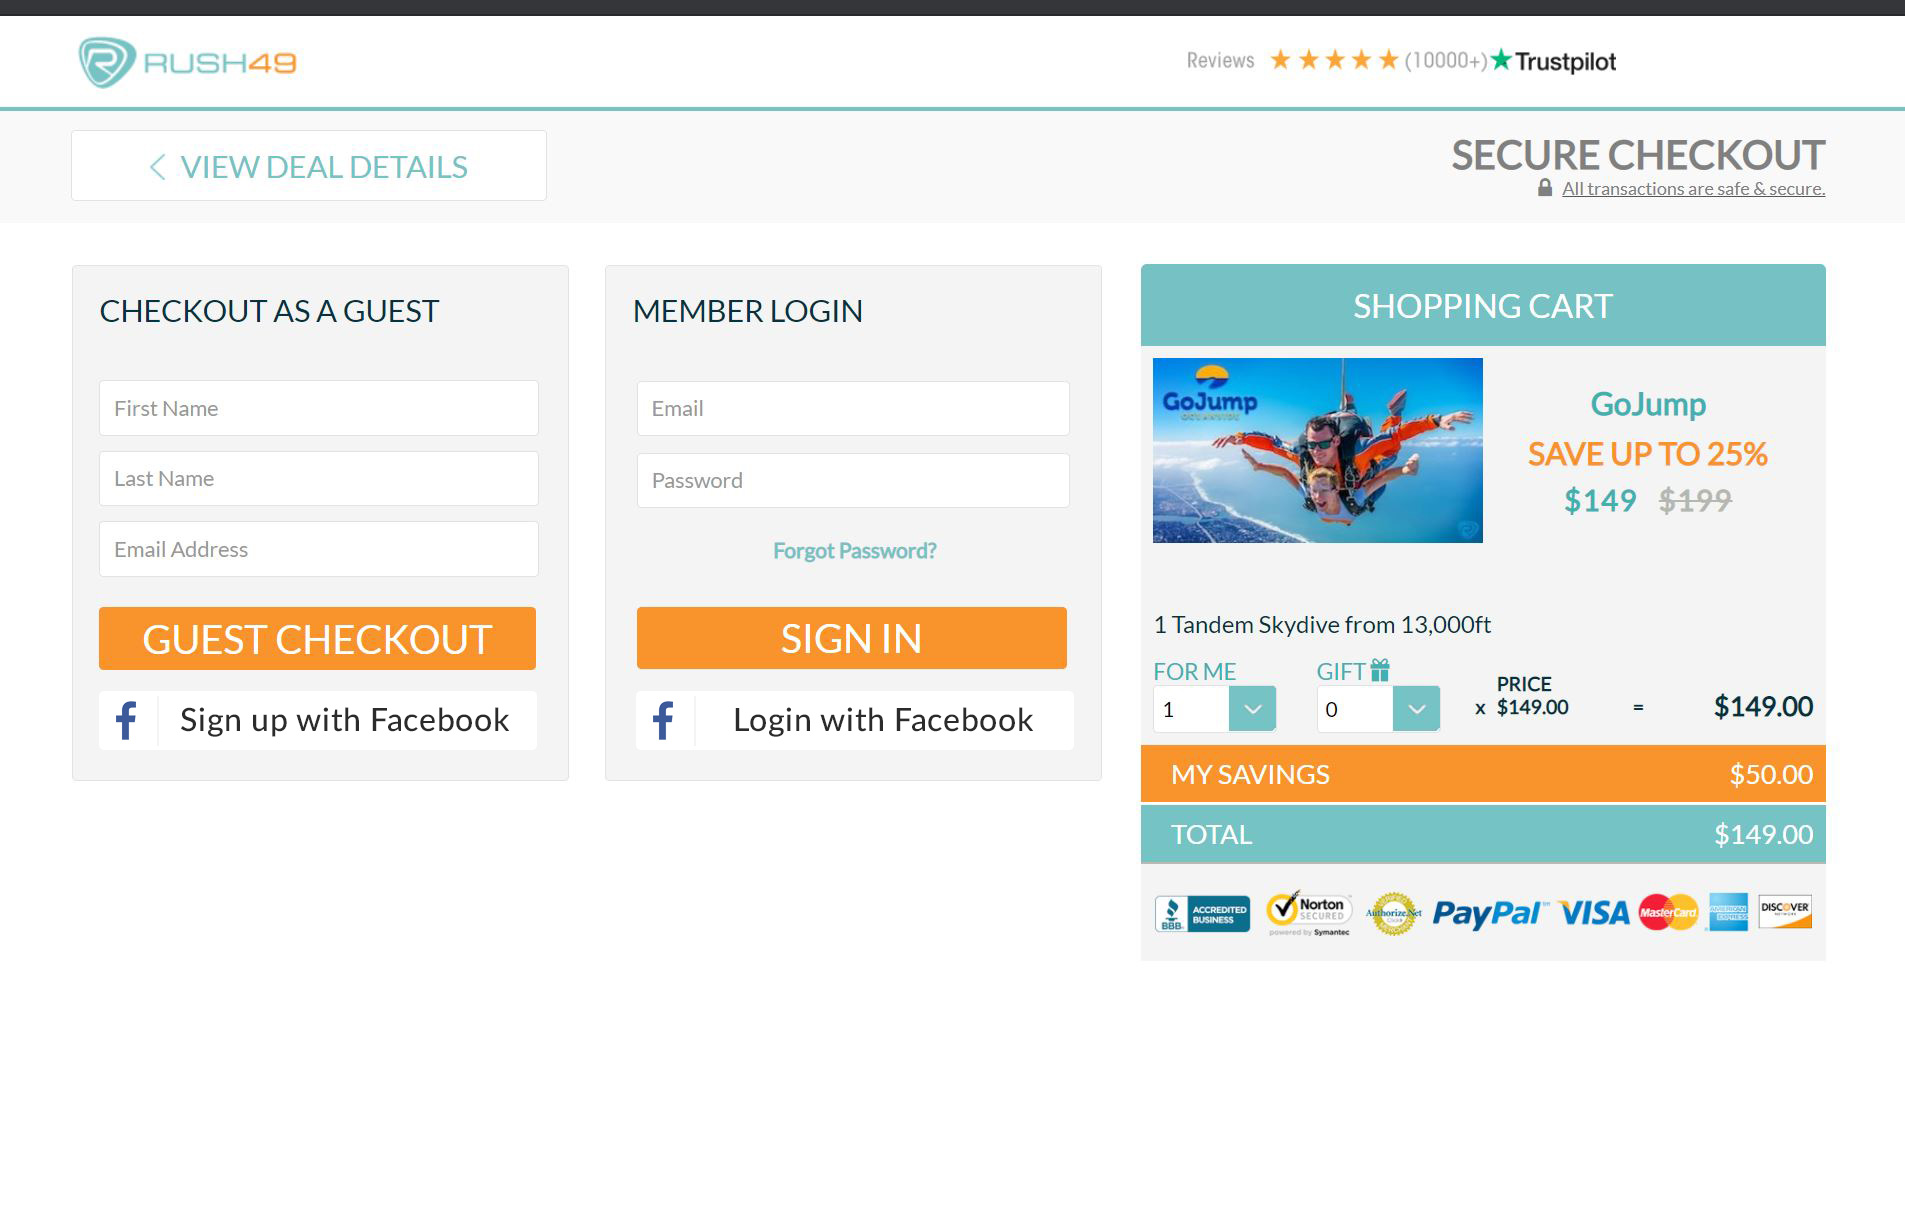 RUSH49
Reviews (10000+) Trustpilot
VIEW DEAL DETAILS
SECURE CHECKOUT
All transactions are safe & secure.
CHECKOUT AS A GUEST
First Name
Last Name
Email Address
GUEST CHECKOUT
Sign up with Facebook
MEMBER LOGIN
Email
Password
Forgot Password?
SIGN IN
Login with Facebook
SHOPPING CART
GoJump
OCEANSIDE
GoJump
SAVE UP TO 25%
$149 $199
1 Tandem Skydive from 13,000ft
FOR ME GIFT PRICE
1 0 x $149.00 = $149.00
MY SAVINGS $50.00
TOTAL $149.00
BBB ACCREDITED BUSINESS
Norton SECURED
powered by Symantec
Authorize.Net
Click
PayPal VISA MasterCard AMERICAN EXPRESS DISCOVER NETWORK